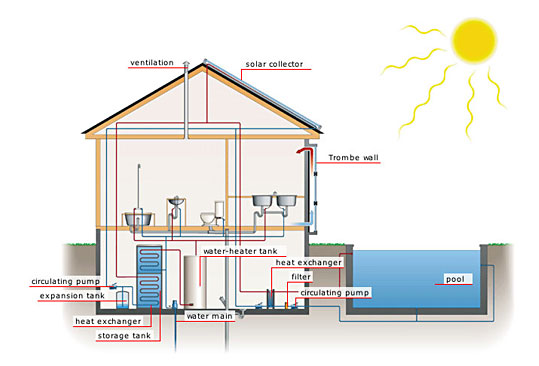 ventilation
solar collector
Trombe wall
water-heater tank
heat exchanger
filter
circulating pump
pool
circulating pump
expansion tank
heat exchanger
storage tank
water main